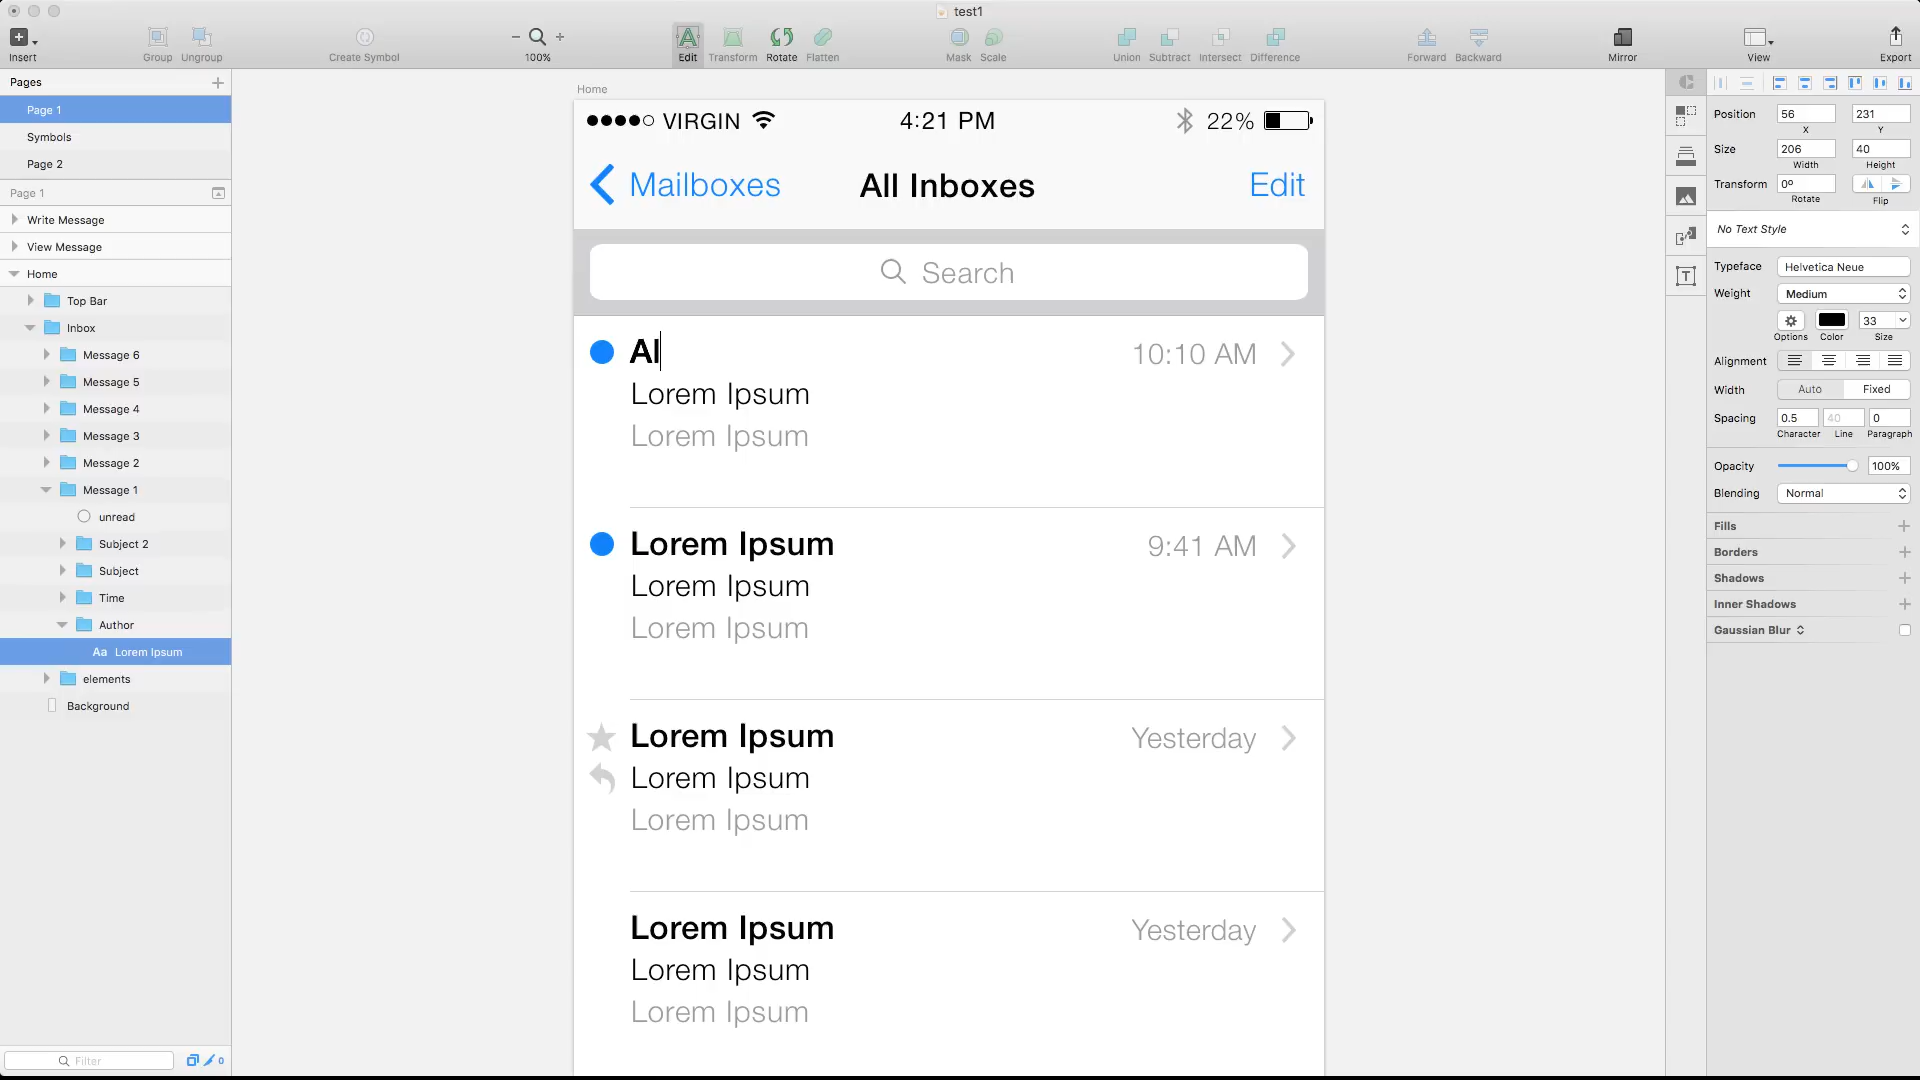 test1
Insert
Group
Ungroup
Create Symbol
100%
Edit
Transform
Rotate
Flatten
Mask
Scale
Union
Subtract
Intersect
Difference
Forward
Backward
Mirror
View
Export
Pages
Page 1
Symbols
Page 2
Page 1
Write Message
View Message
Home
Top Bar
Inbox
Message 6
Message 5
Message 4
Message 3
Message 2
Message 1
unread
Subject 2
Subject
Time
Author
Aa Lorem Ipsum
elements
Background
Filter
0
Home
VIRGIN 4:21 PM 22%
Mailboxes All Inboxes Edit
Search
Al 10:10 AM
Lorem Ipsum
Lorem Ipsum
Lorem Ipsum 9:41 AM
Lorem Ipsum
Lorem Ipsum
Lorem Ipsum Yesterday
Lorem Ipsum
Lorem Ipsum
Lorem Ipsum Yesterday
Lorem Ipsum
Lorem Ipsum
Position 56 231
X Y
Size 206 40
Width Height
Transform 0º
Rotate Flip
No Text Style
Typeface Helvetica Neue
Weight Medium
33
Options Color Size
Alignment
Width Auto Fixed
Spacing 0.5 40 0
Character Line Paragraph
Opacity 100%
Blending Normal
Fills
Borders
Shadows
Inner Shadows
Gaussian Blur